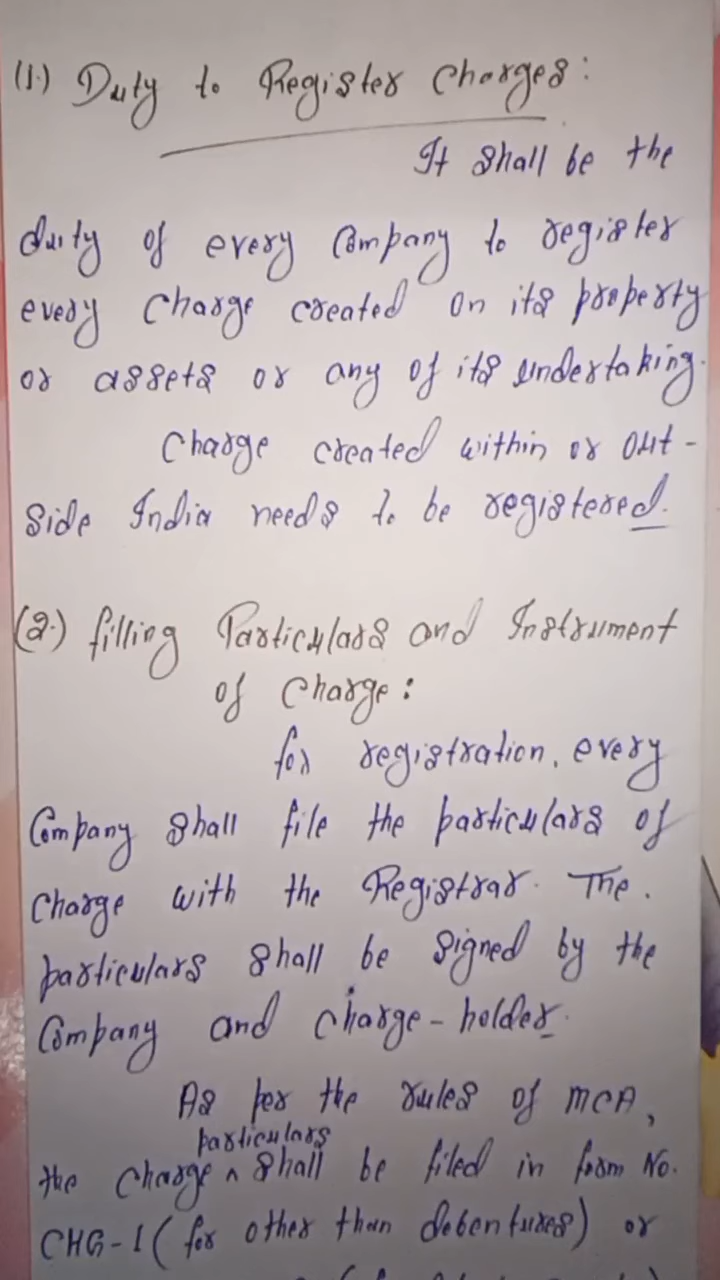 (1.) Duty to Register Charges:
It shall be the
duty of every Company to register
every Charge created on its property
or assets or any of its undertaking.
Charge created within or out-
side India needs to be registered.
(2.) filling Particulars and Instrument
of Charge:
for registration, every
Company shall file the particulars of
Charge with the Registrar. The.
particulars shall be signed by the
Company and charge-holder.
As per the rules of MCA,
particulars
the Charge ^ shall be filed in form No.
CHG-1 (for other than debentures) or